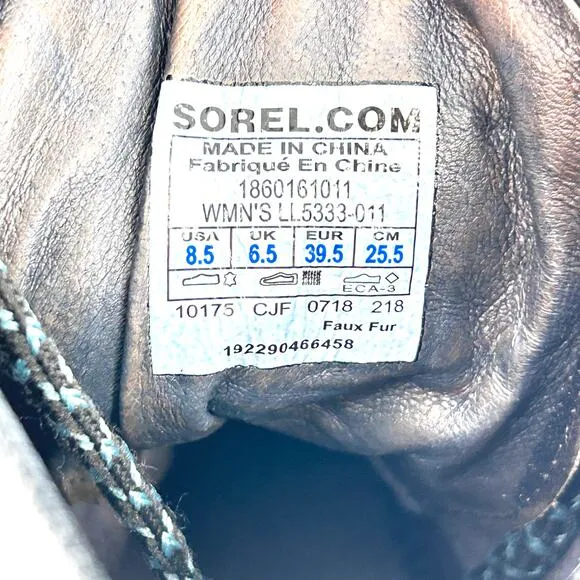 SOREL.COM
MADE IN CHINA
Fabriqué En Chine
1860161011
WMN'S LL5333-011
USA UK EUR CM
8.5 6.5 39.5 25.5
ECA-3
10175 CJF 0718 218
Faux Fur
192290466458